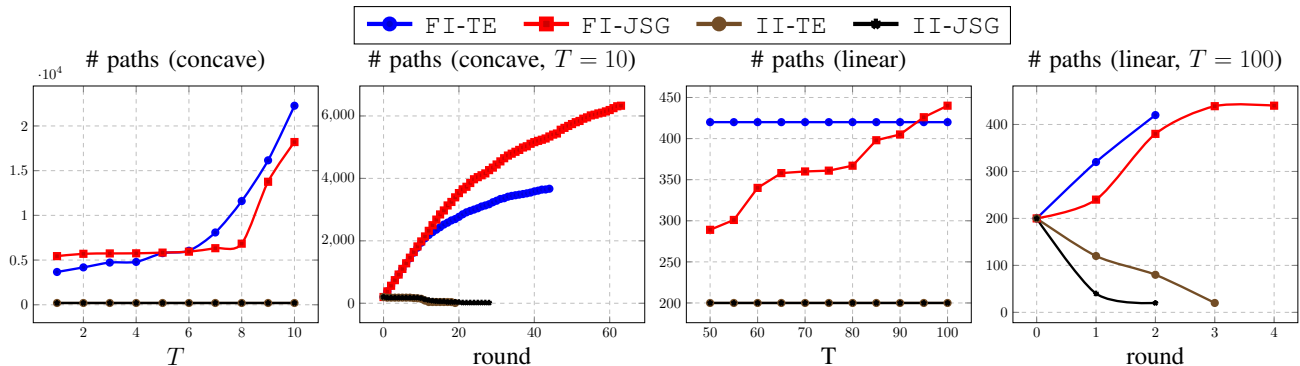 FI-TE FI-JSG II-TE II-JSG
# paths (concave) # paths (concave, T = 10) # paths (linear) # paths (linear, T = 100)
·10⁴
2
1.5
1
0.5
0
2 4 6 8 10
T
6,000
4,000
2,000
0
0 20 40 60
round
450
400
350
300
250
200
50 60 70 80 90 100
T
400
300
200
100
0
0 1 2 3 4
round